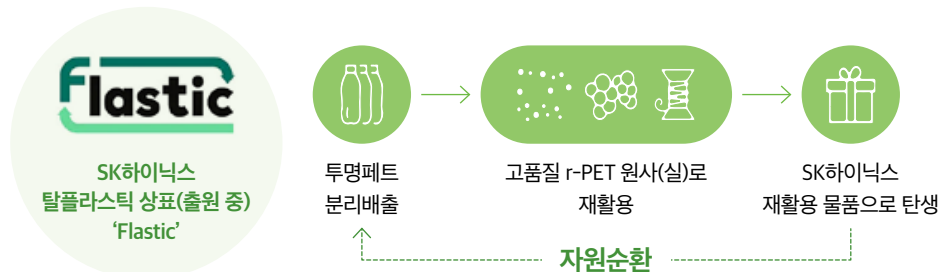 Flastic
SK하이닉스
탈플라스틱 상표(출원 중)
‘Flastic’
투명페트
분리배출
고품질 r-PET 원사(실)로
재활용
SK하이닉스
재활용 물품으로 탄생
자원순환